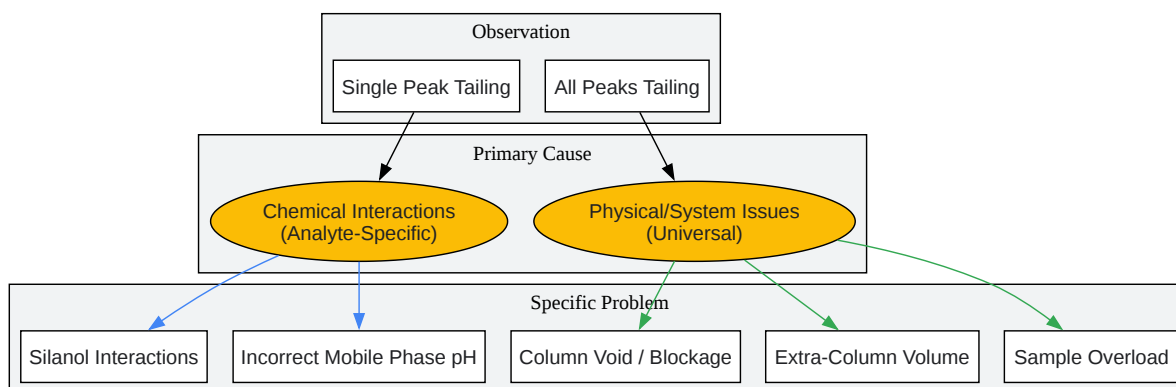 Observation
Single Peak Tailing
All Peaks Tailing
Primary Cause
Chemical Interactions
(Analyte-Specific)
Physical/System Issues
(Universal)
Specific Problem
Silanol Interactions
Incorrect Mobile Phase pH
Column Void / Blockage
Extra-Column Volume
Sample Overload